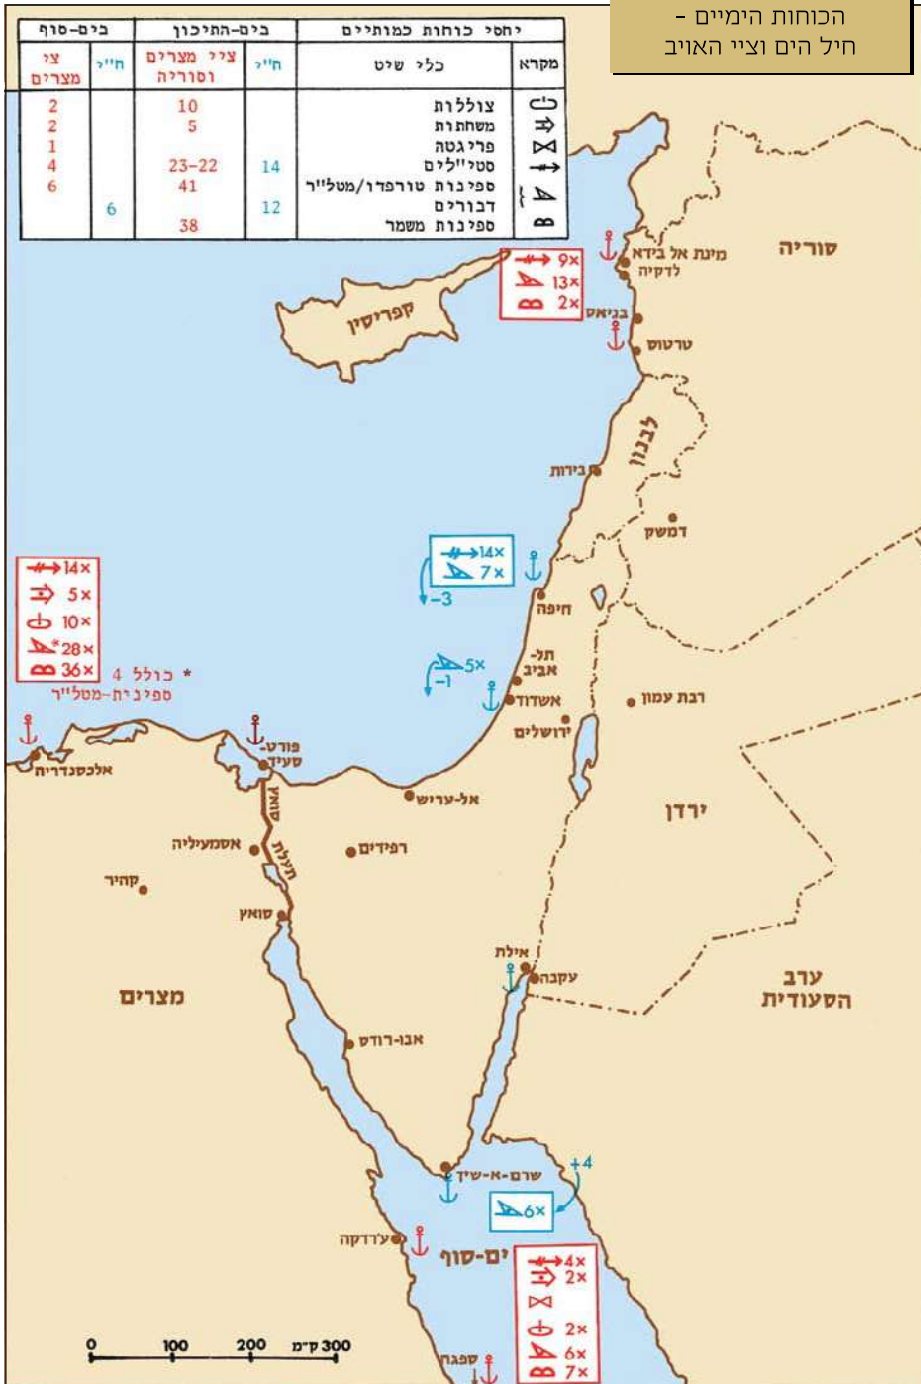 הכוחות הימיים -
חיל הים וציי האויב
יחסי כוחות כמותיים בים-התיכון בים-סוף
מקרא כלי שיט ח"י ציי מצרים וסוריה ח"י צי מצרים
צוללות 10 2
משחתות 5 2
פריגטה 1
סטי"לים 14 23-22 4
ספינות טורפדו/מטל"ר 41 6
דבורים 12 6
ספינות משמר 38
סוריה
מינת אל בידא
לדקיה
9×
13×
2×
בניאס
טרטוס
קפריסין
לבנון
בירות
דמשק
14×
7×
-3
חיפה
14×
5×
10×
*28×
36×
* כולל 4
ספינית-מטל"ר
5×
-1
תל-
אביב
אשדוד
ירושלים
רבת עמון
אלכסנדריה
פורט-
סעיד
אל-עריש
ירדן
סואץ
תעלת
אסמעיליה
רפידים
קהיר
סואץ
אילת
עקבה
ערב
הסעודית
מצרים
אבו-רודס
שרם-א-שיך
+4
6×
ים-סוף
4×
2×
2×
6×
7×
0 100 200 300 ק"מ
ספגה